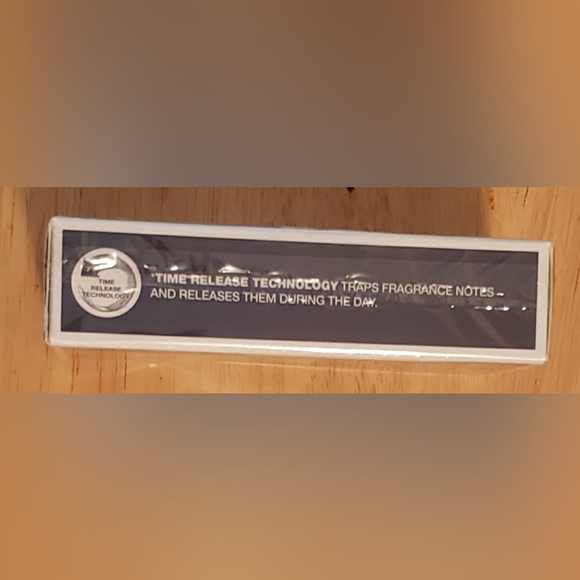 TIME
RELEASE
TECHNOLOGY
*TIME RELEASE TECHNOLOGY TRAPS FRAGRANCE NOTES
AND RELEASES THEM DURING THE DAY.